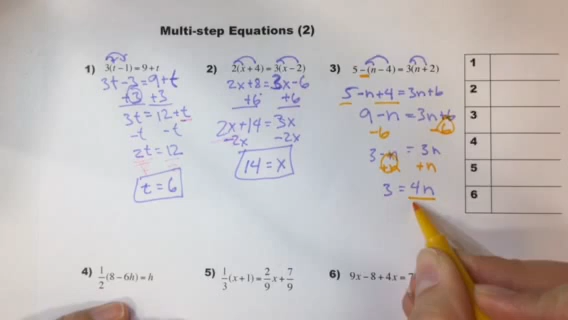 Multi-step Equations (2)
1) 3(t−1)=9+t
3t−3=9+t
+3 +3
3t=12+t
−t −t
2t=12
t=6
2) 2(x+4)=3(x−2)
2x+8=3x−6
+6 +6
2x+14=3x
−2x −2x
14=x
3) 5−(n−4)=3(n+2)
5−n+4=3n+6
9−n=3n+6
−6 −6
3−n=3n
+n +n
3=4n
1
2
3
4
5
6
4) 1/2(8−6h)=h
5) 1/3(x+1)=2/9x+7/9
6) 9x−8+4x=7